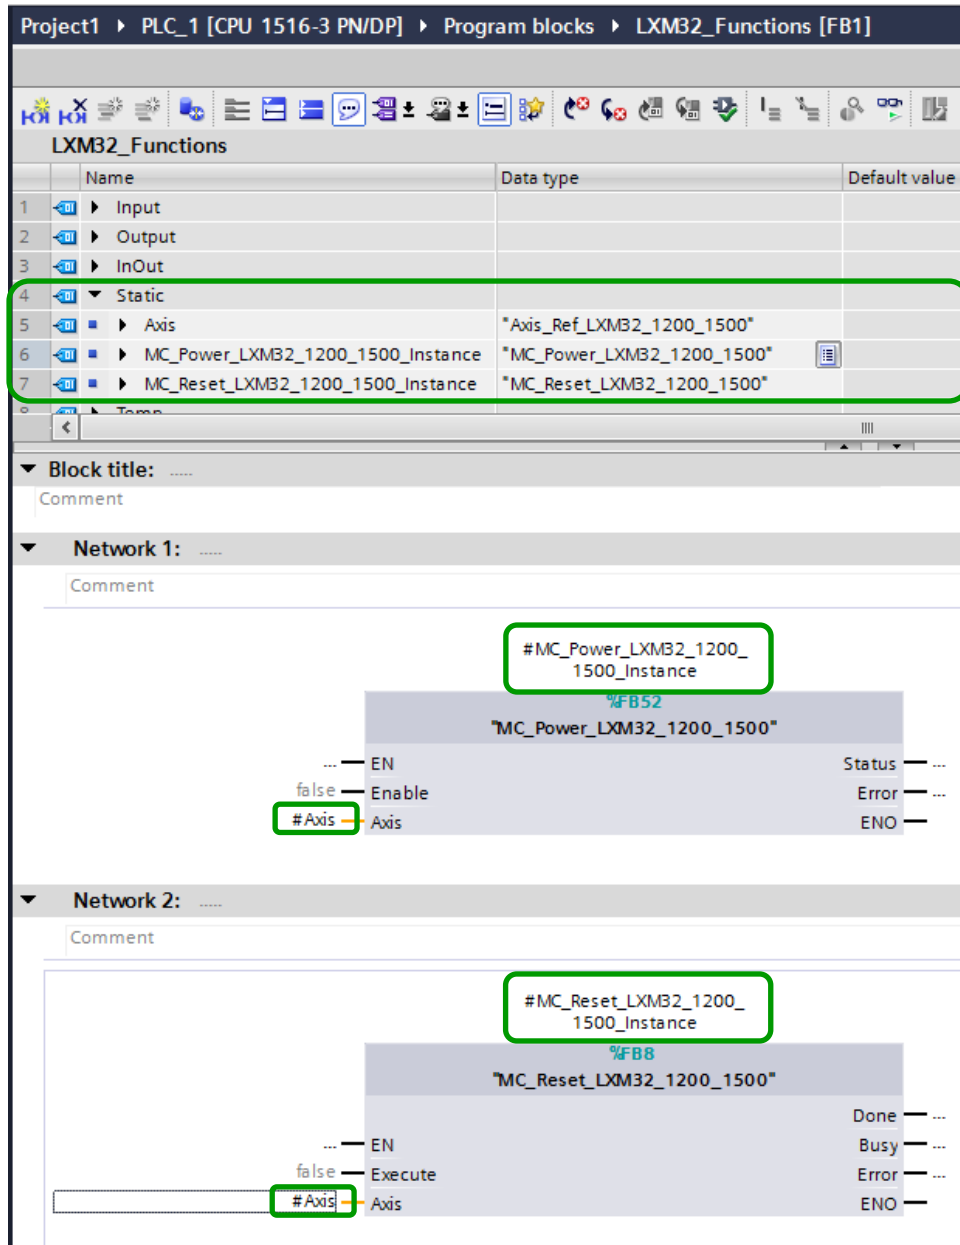 Project1 ▸ PLC_1 [CPU 1516-3 PN/DP] ▸ Program blocks ▸ LXM32_Functions [FB1]
LXM32_Functions
Name Data type Default value
1 Input
2 Output
3 InOut
4 Static
5 Axis "Axis_Ref_LXM32_1200_1500"
6 MC_Power_LXM32_1200_1500_Instance "MC_Power_LXM32_1200_1500"
7 MC_Reset_LXM32_1200_1500_Instance "MC_Reset_LXM32_1200_1500"
8 Temp
Block title: .....
Comment
Network 1: .....
Comment
#MC_Power_LXM32_1200_
1500_Instance
%FB52
"MC_Power_LXM32_1200_1500"
... EN Status ...
false Enable Error ...
#Axis Axis ENO
Network 2: .....
Comment
#MC_Reset_LXM32_1200_
1500_Instance
%FB8
"MC_Reset_LXM32_1200_1500"
Done ...
... EN Busy ...
false Execute Error ...
#Axis Axis ENO